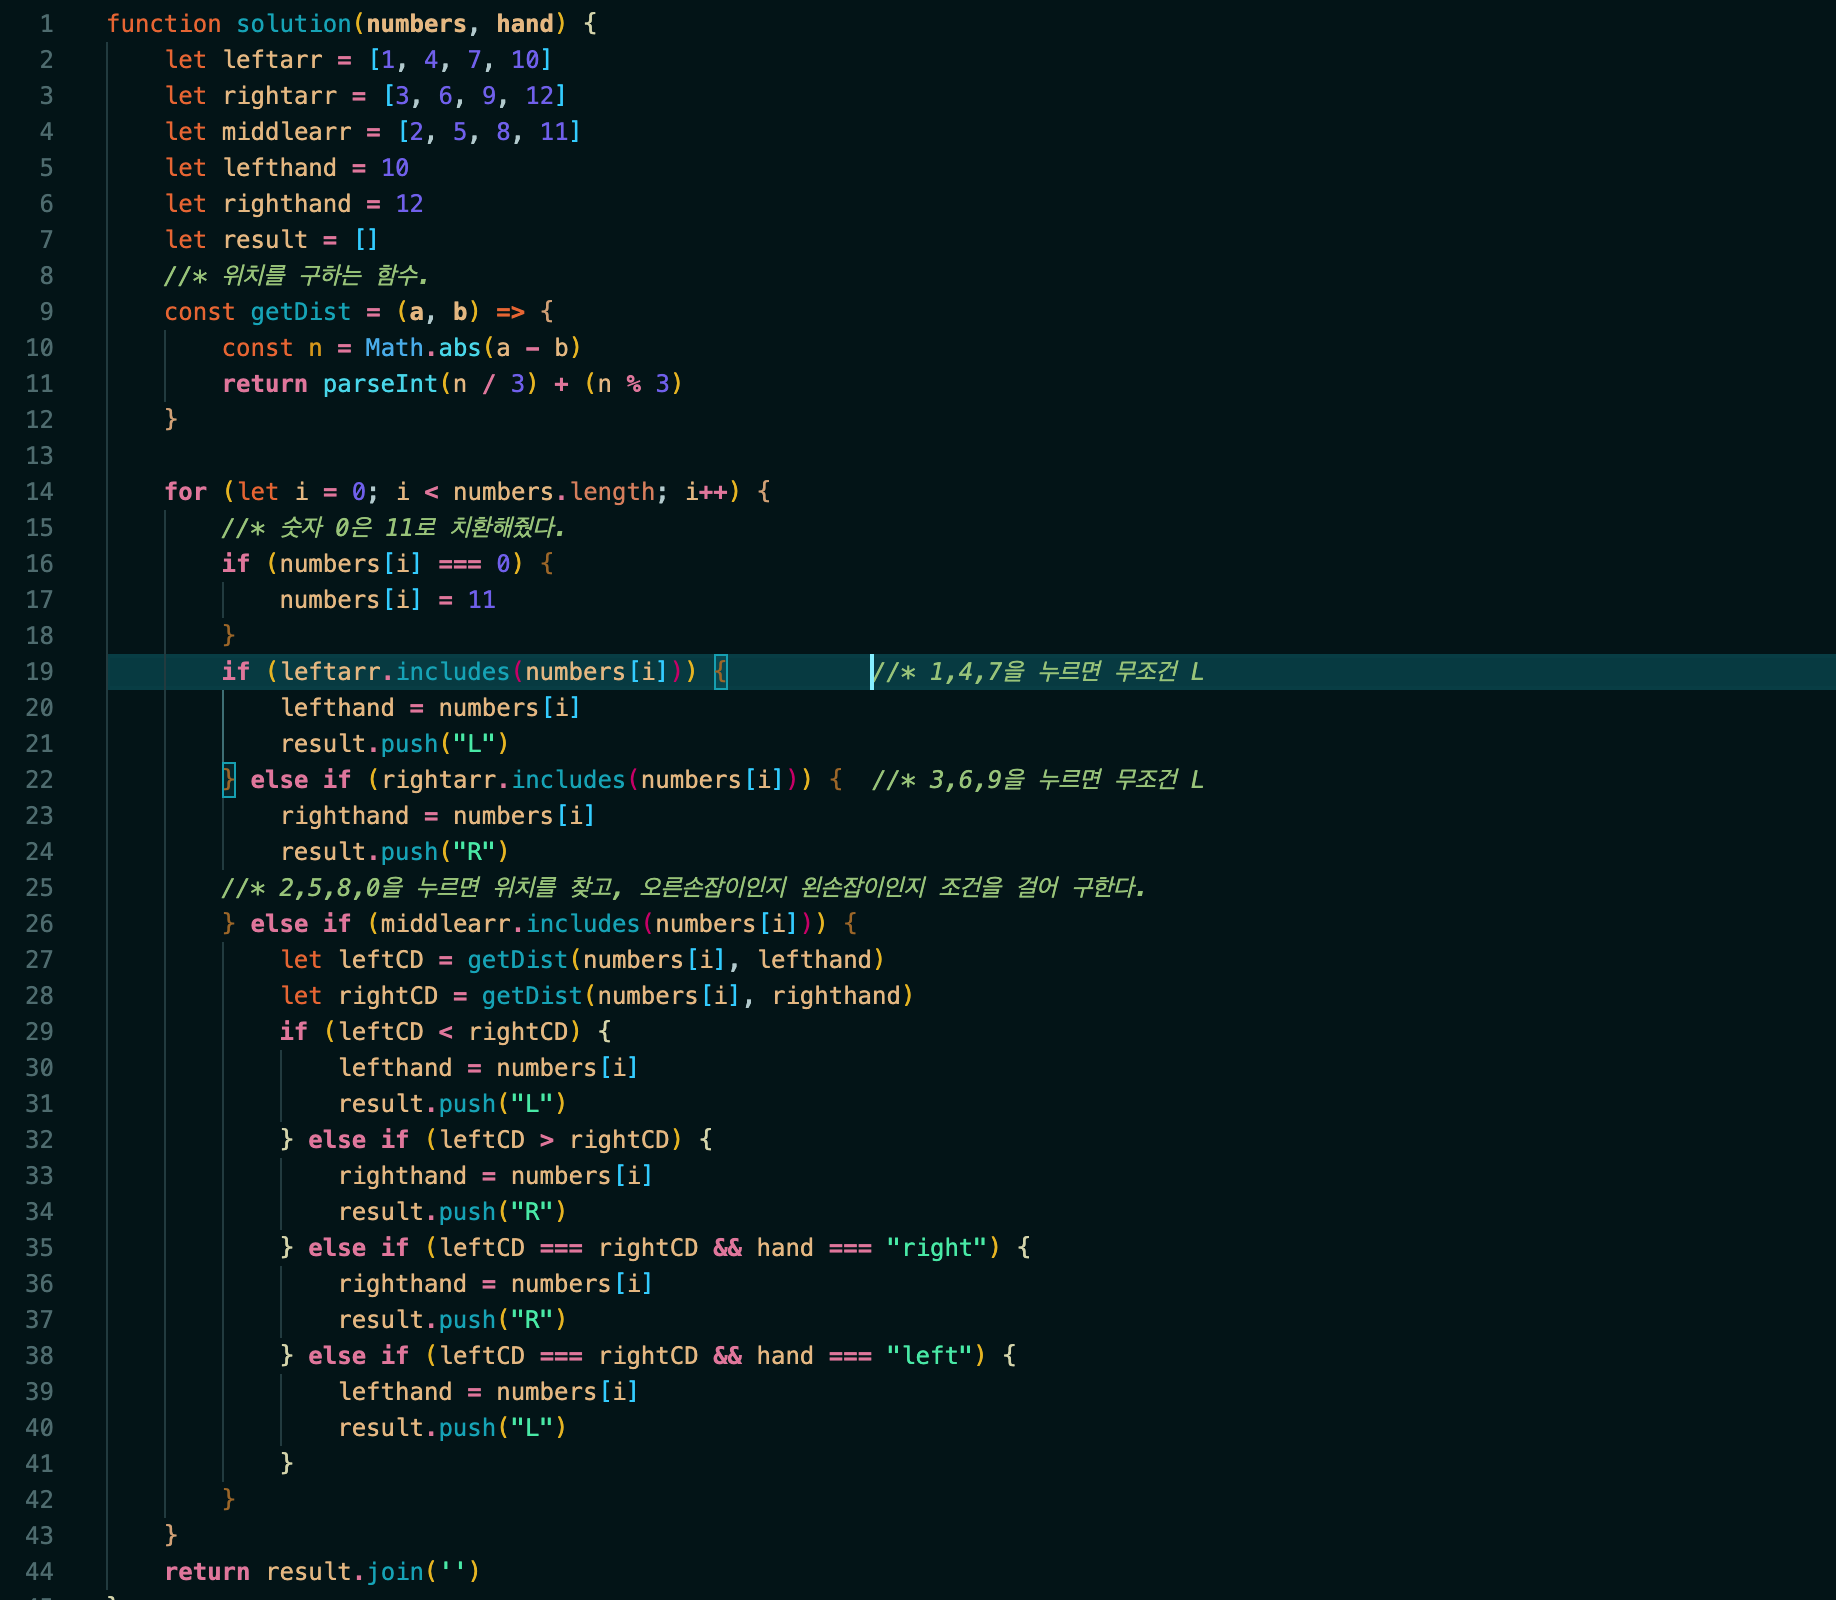 1 function solution(numbers, hand) {
2 let leftarr = [1, 4, 7, 10]
3 let rightarr = [3, 6, 9, 12]
4 let middlearr = [2, 5, 8, 11]
5 let lefthand = 10
6 let righthand = 12
7 let result = []
8 //* 위치를 구하는 함수.
9 const getDist = (a, b) => {
10 const n = Math.abs(a - b)
11 return parseInt(n / 3) + (n % 3)
12 }
13
14 for (let i = 0; i < numbers.length; i++) {
15 //* 숫자 0은 11로 치환해줬다.
16 if (numbers[i] === 0) {
17 numbers[i] = 11
18 }
19 if (leftarr.includes(numbers[i])) { //* 1,4,7을 누르면 무조건 L
20 lefthand = numbers[i]
21 result.push("L")
22 } else if (rightarr.includes(numbers[i])) { //* 3,6,9을 누르면 무조건 L
23 righthand = numbers[i]
24 result.push("R")
25 //* 2,5,8,0을 누르면 위치를 찾고, 오른손잡이인지 왼손잡이인지 조건을 걸어 구한다.
26 } else if (middlearr.includes(numbers[i])) {
27 let leftCD = getDist(numbers[i], lefthand)
28 let rightCD = getDist(numbers[i], righthand)
29 if (leftCD < rightCD) {
30 lefthand = numbers[i]
31 result.push("L")
32 } else if (leftCD > rightCD) {
33 righthand = numbers[i]
34 result.push("R")
35 } else if (leftCD === rightCD && hand === "right") {
36 righthand = numbers[i]
37 result.push("R")
38 } else if (leftCD === rightCD && hand === "left") {
39 lefthand = numbers[i]
40 result.push("L")
41 }
42 }
43 }
44 return result.join('')